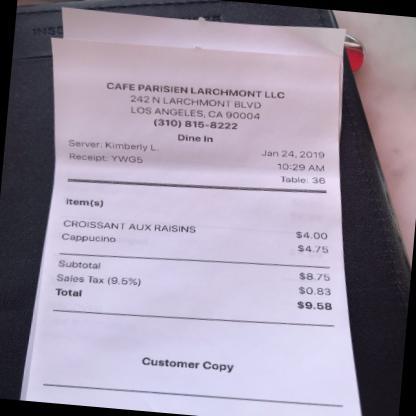 CAFE PARISIEN LARCHMONT LLC
242 N LARCHMONT BLVD
LOS ANGELES, CA 90004
(310) 815-8222
Dine In
Server: Kimberly L. Jan 24, 2019
Receipt: YWG5 10:29 AM
Table: 36
Item(s)
CROISSANT AUX RAISINS $4.00
Cappucino $4.75
Subtotal $8.75
Sales Tax (9.5%) $0.83
Total $9.58
Customer Copy